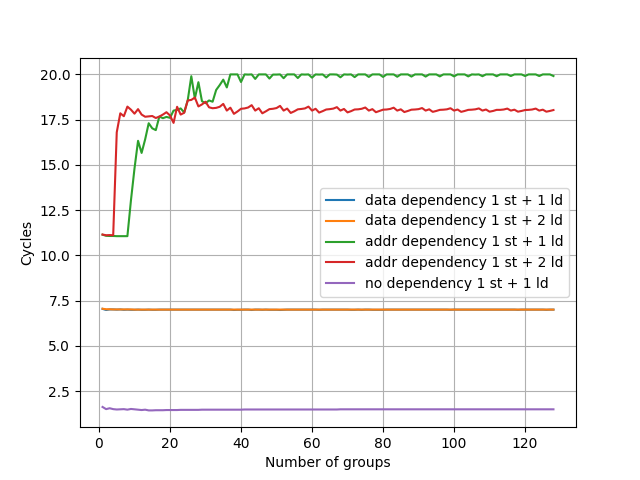 20.0
17.5
15.0
12.5
10.0
7.5
5.0
2.5
Cycles
data dependency 1 st + 1 ld
data dependency 1 st + 2 ld
addr dependency 1 st + 1 ld
addr dependency 1 st + 2 ld
no dependency 1 st + 1 ld
0 20 40 60 80 100 120
Number of groups